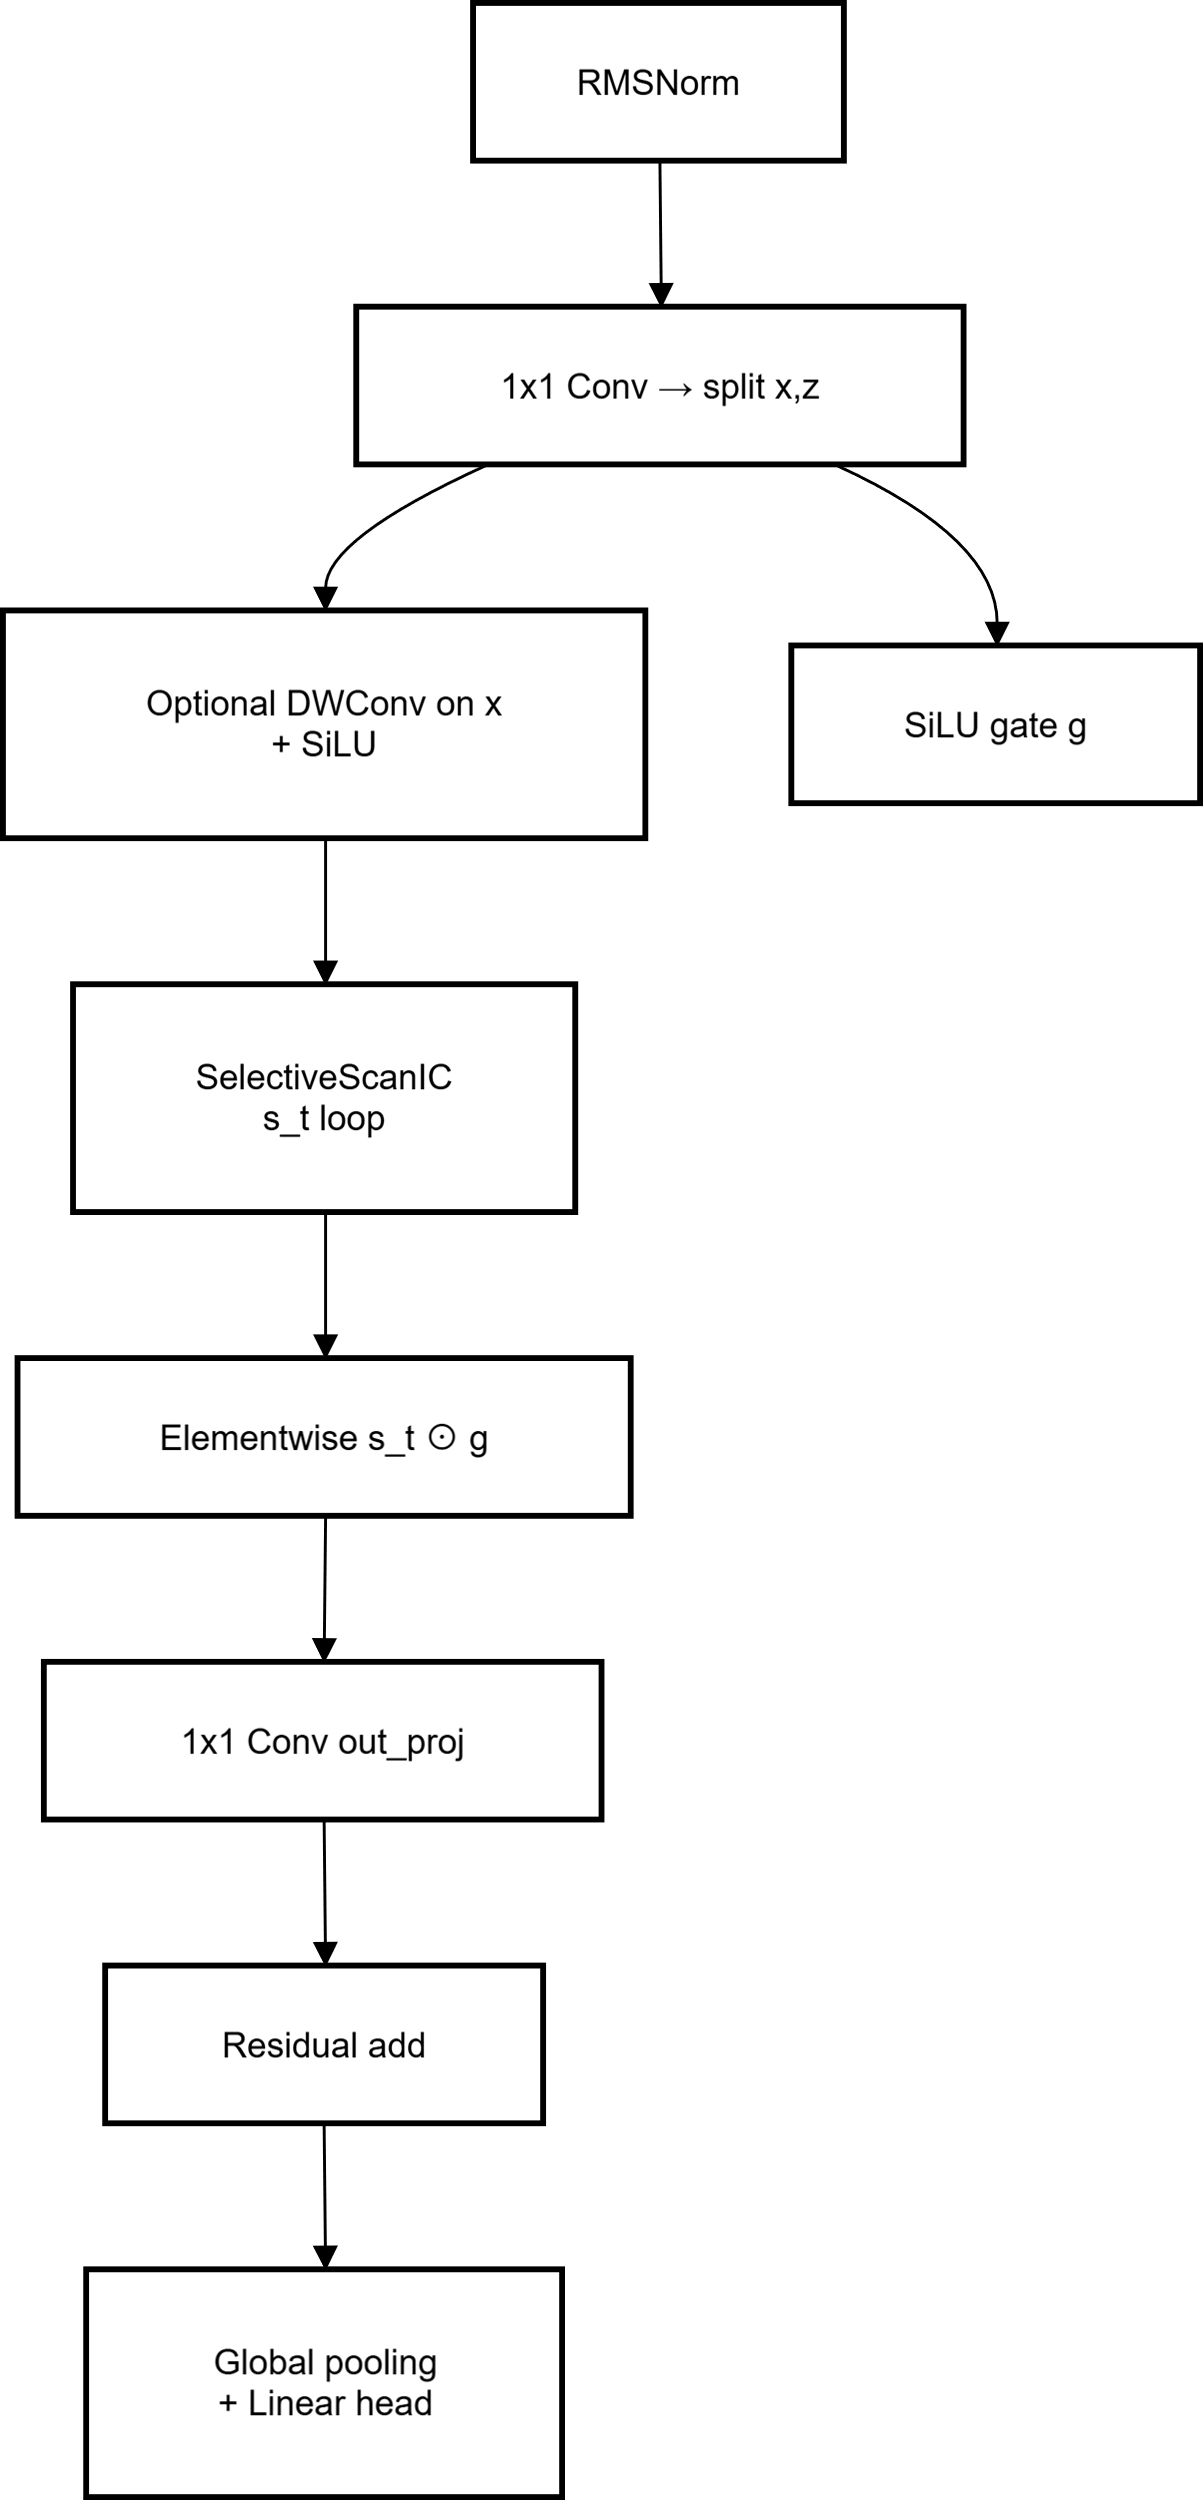 RMSNorm
1x1 Conv → split x,z
Optional DWConv on x
+ SiLU
SiLU gate g
SelectiveScanIC
s_t loop
Elementwise s_t ⊙ g
1x1 Conv out_proj
Residual add
Global pooling
+ Linear head